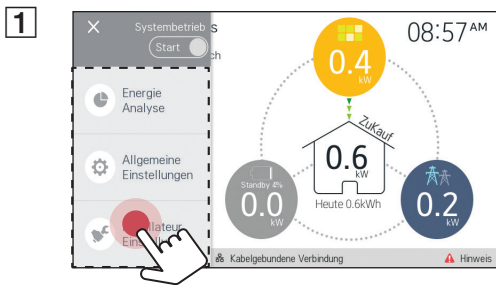 1
Systembetrieb
Start
Energie
Analyse
Allgemeine
Einstellungen
08:57AM
0.4
kW
ZuKauf
0.6
kW
Heute 0.6kWh
Standby 4%
0.0
kW
0.2
kW
Kabelgebundene Verbindung
Hinweis